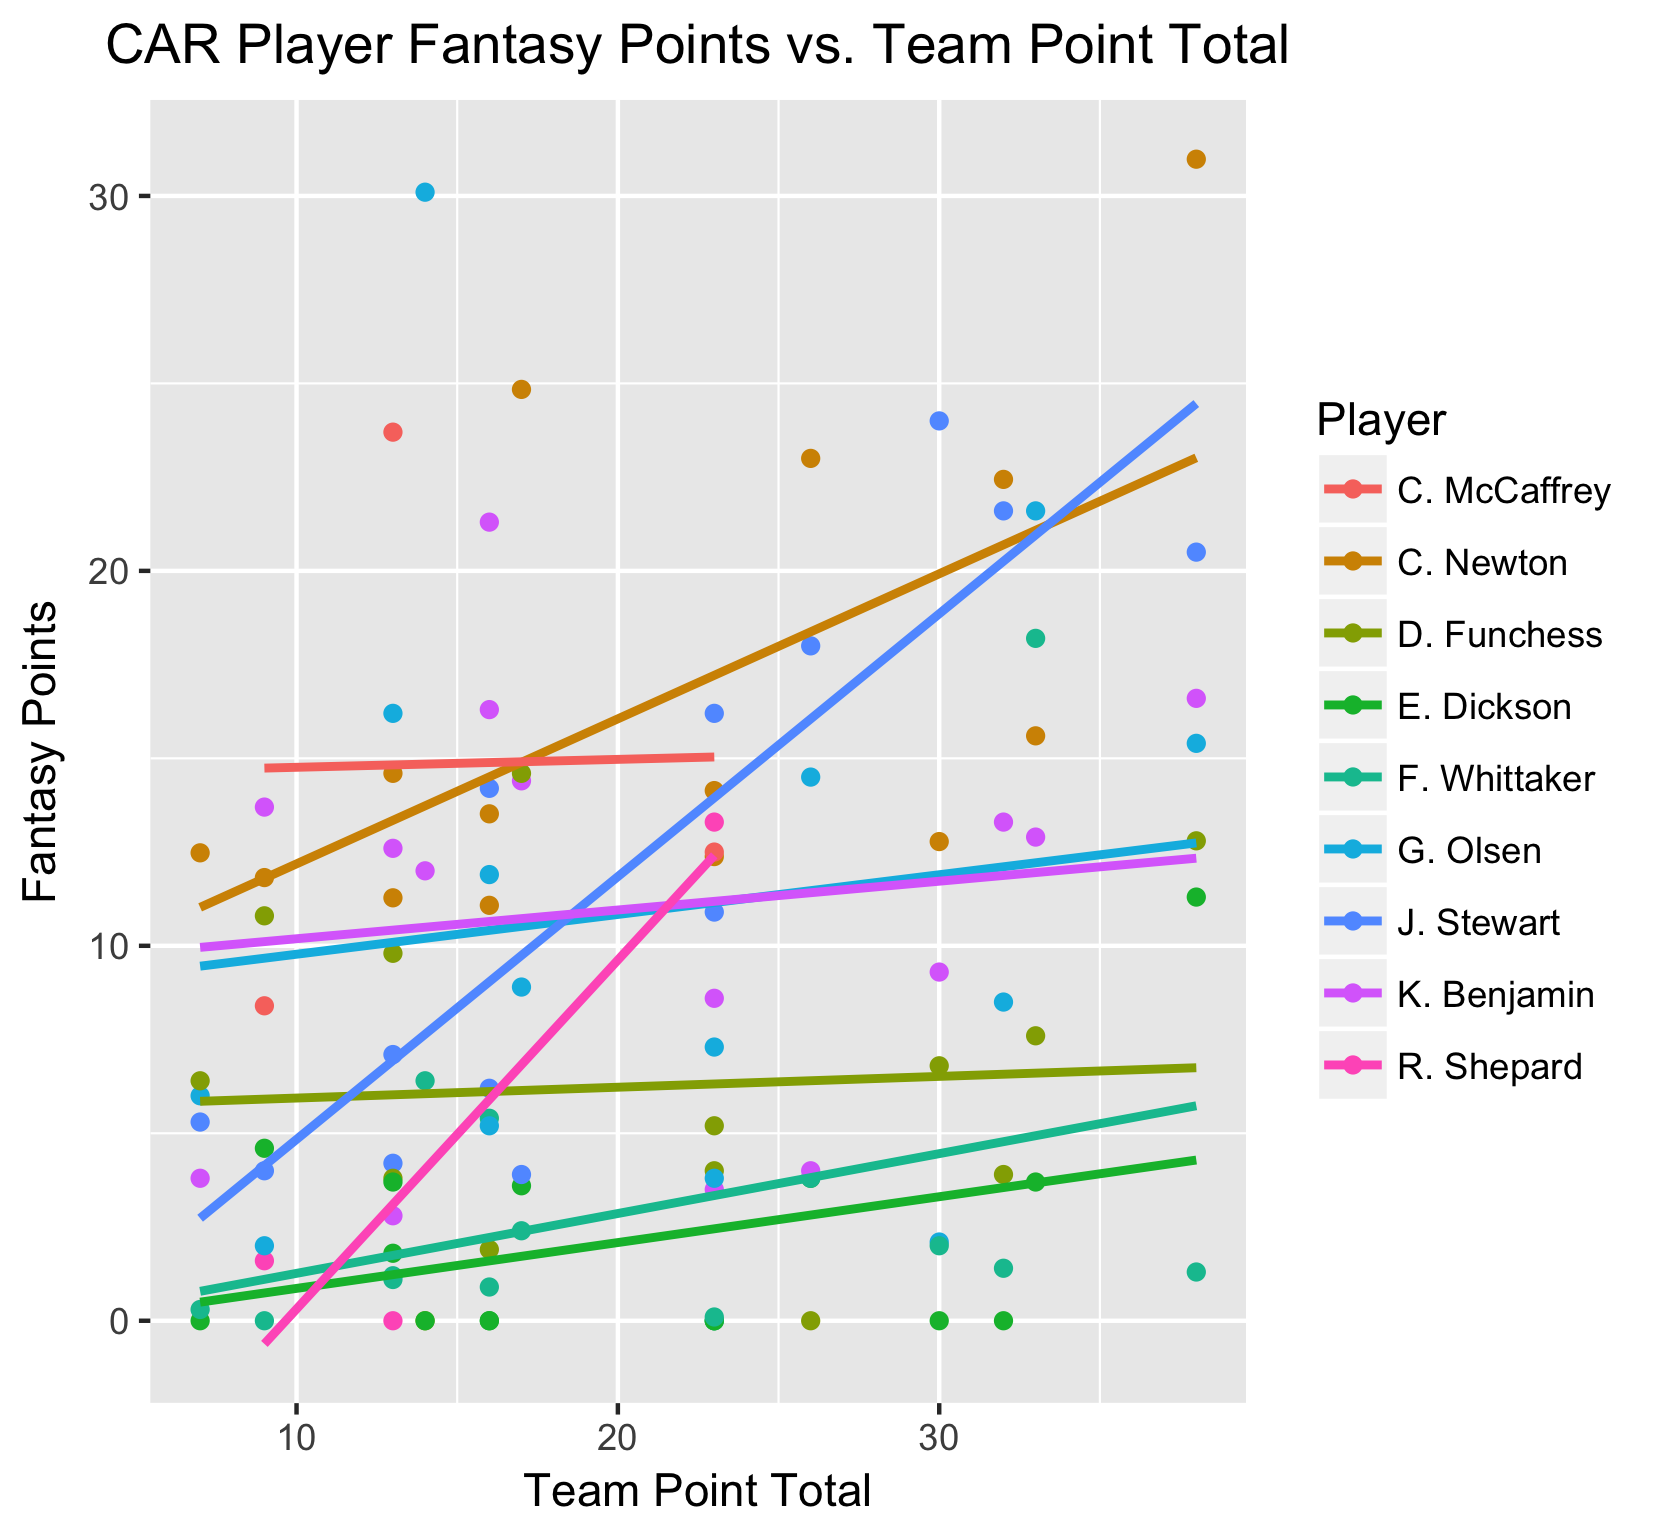 CAR Player Fantasy Points vs. Team Point Total
30
20
10
0
Fantasy Points
10
20
30
Team Point Total
Player
C. McCaffrey
C. Newton
D. Funchess
E. Dickson
F. Whittaker
G. Olsen
J. Stewart
K. Benjamin
R. Shepard